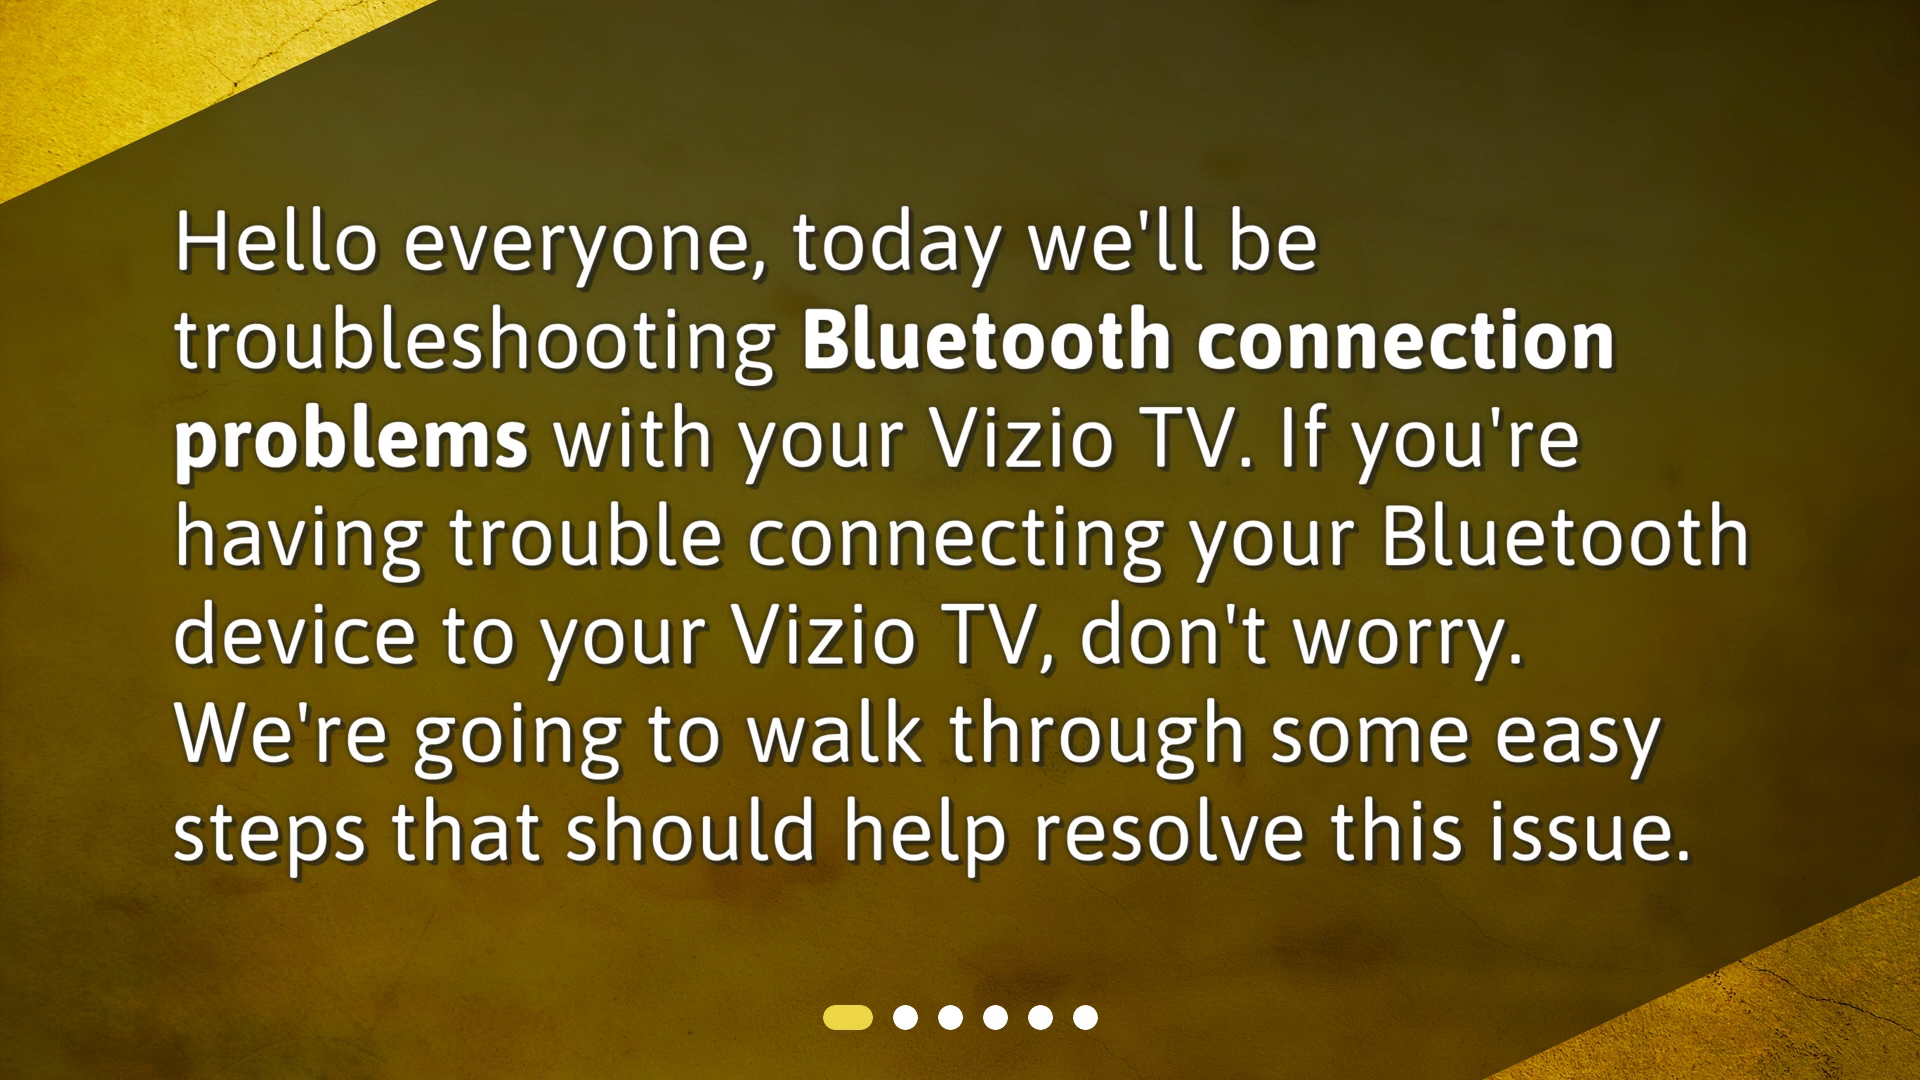 Hello everyone, today we'll be
troubleshooting Bluetooth connection
problems with your Vizio TV. If you're
having trouble connecting your Bluetooth
device to your Vizio TV, don't worry.
We're going to walk through some easy
steps that should help resolve this issue.